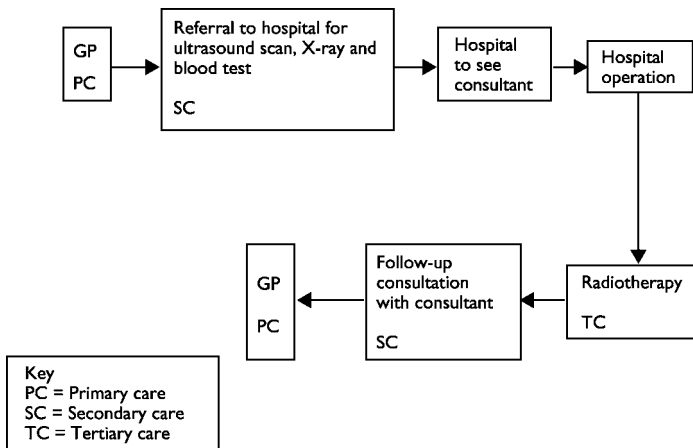 GP
PC
Referral to hospital for
ultrasound scan, X-ray and
blood test
SC
Hospital
to see
consultant
Hospital
operation
Radiotherapy
TC
Follow-up
consultation
with consultant
SC
GP
PC
Key
PC = Primary care
SC = Secondary care
TC = Tertiary care